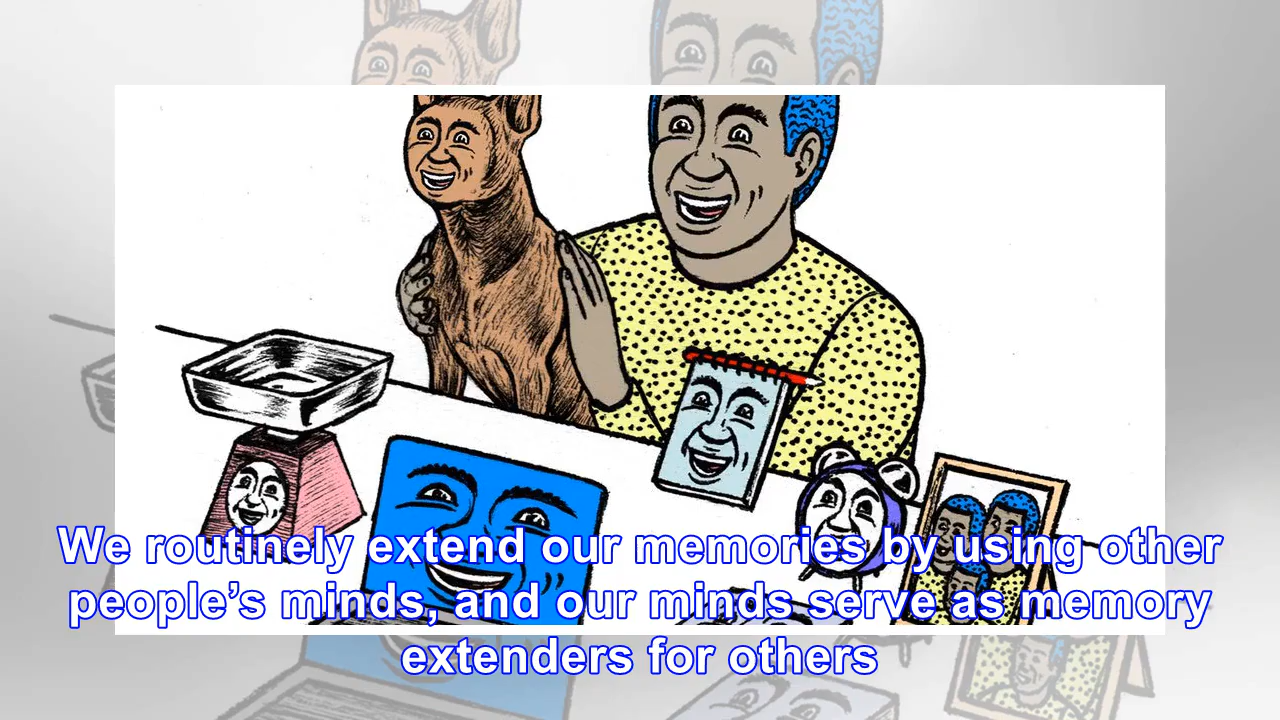 We routinely extend our memories by using other
people’s minds, and our minds serve as memory
extenders for others